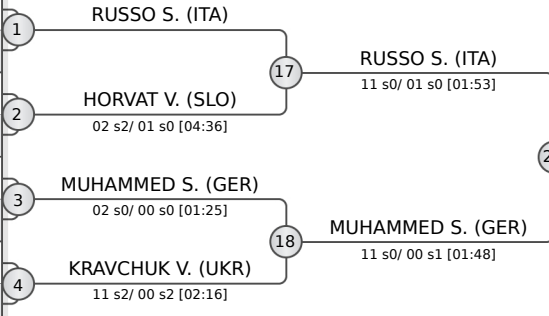 RUSSO S. (ITA)
1
17
RUSSO S. (ITA)
11 s0/ 01 s0 [01:53]
HORVAT V. (SLO)
2
02 s2/ 01 s0 [04:36]
2
MUHAMMED S. (GER)
3
02 s0/ 00 s0 [01:25]
18
MUHAMMED S. (GER)
11 s0/ 00 s1 [01:48]
KRAVCHUK V. (UKR)
4
11 s2/ 00 s2 [02:16]